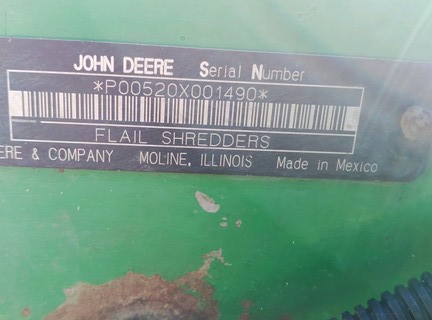 JOHN DEERE Serial Number
*P00520X001490*
FLAIL SHREDDERS
ERE & COMPANY MOLINE, ILLINOIS Made in Mexico